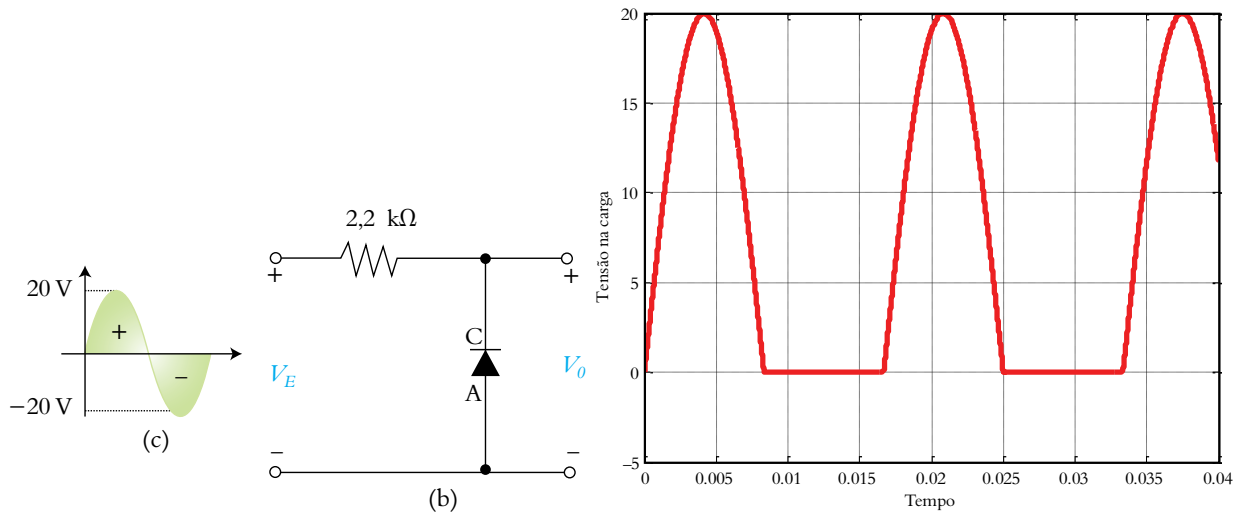 20 V
+
−
−20 V
(c)
2,2 kΩ
+
+
C
A
V_E
V_0
−
−
(b)
Tensão na carga
20
15
10
5
0
−5
0
0.005
0.01
0.015
0.02
0.025
0.03
0.035
0.04
Tempo